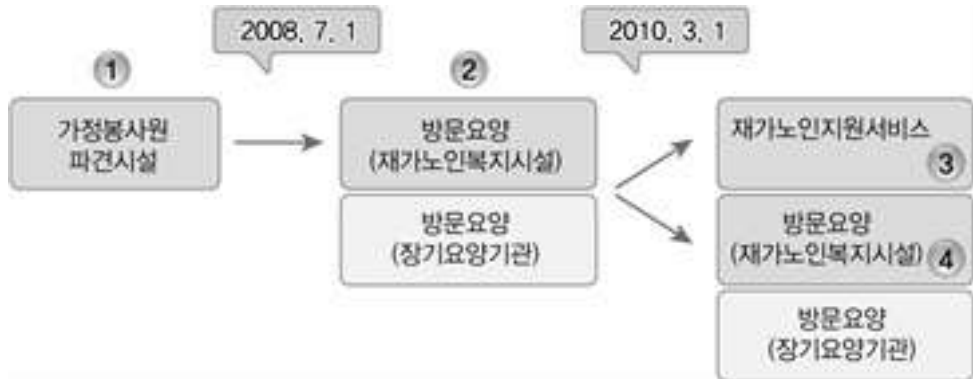 2008. 7. 1
2010. 3. 1
①
②
가정봉사원
파견시설
방문요양
(재가노인복지시설)
방문요양
(장기요양기관)
재가노인지원서비스
③
방문요양
(재가노인복지시설) ④
방문요양
(장기요양기관)